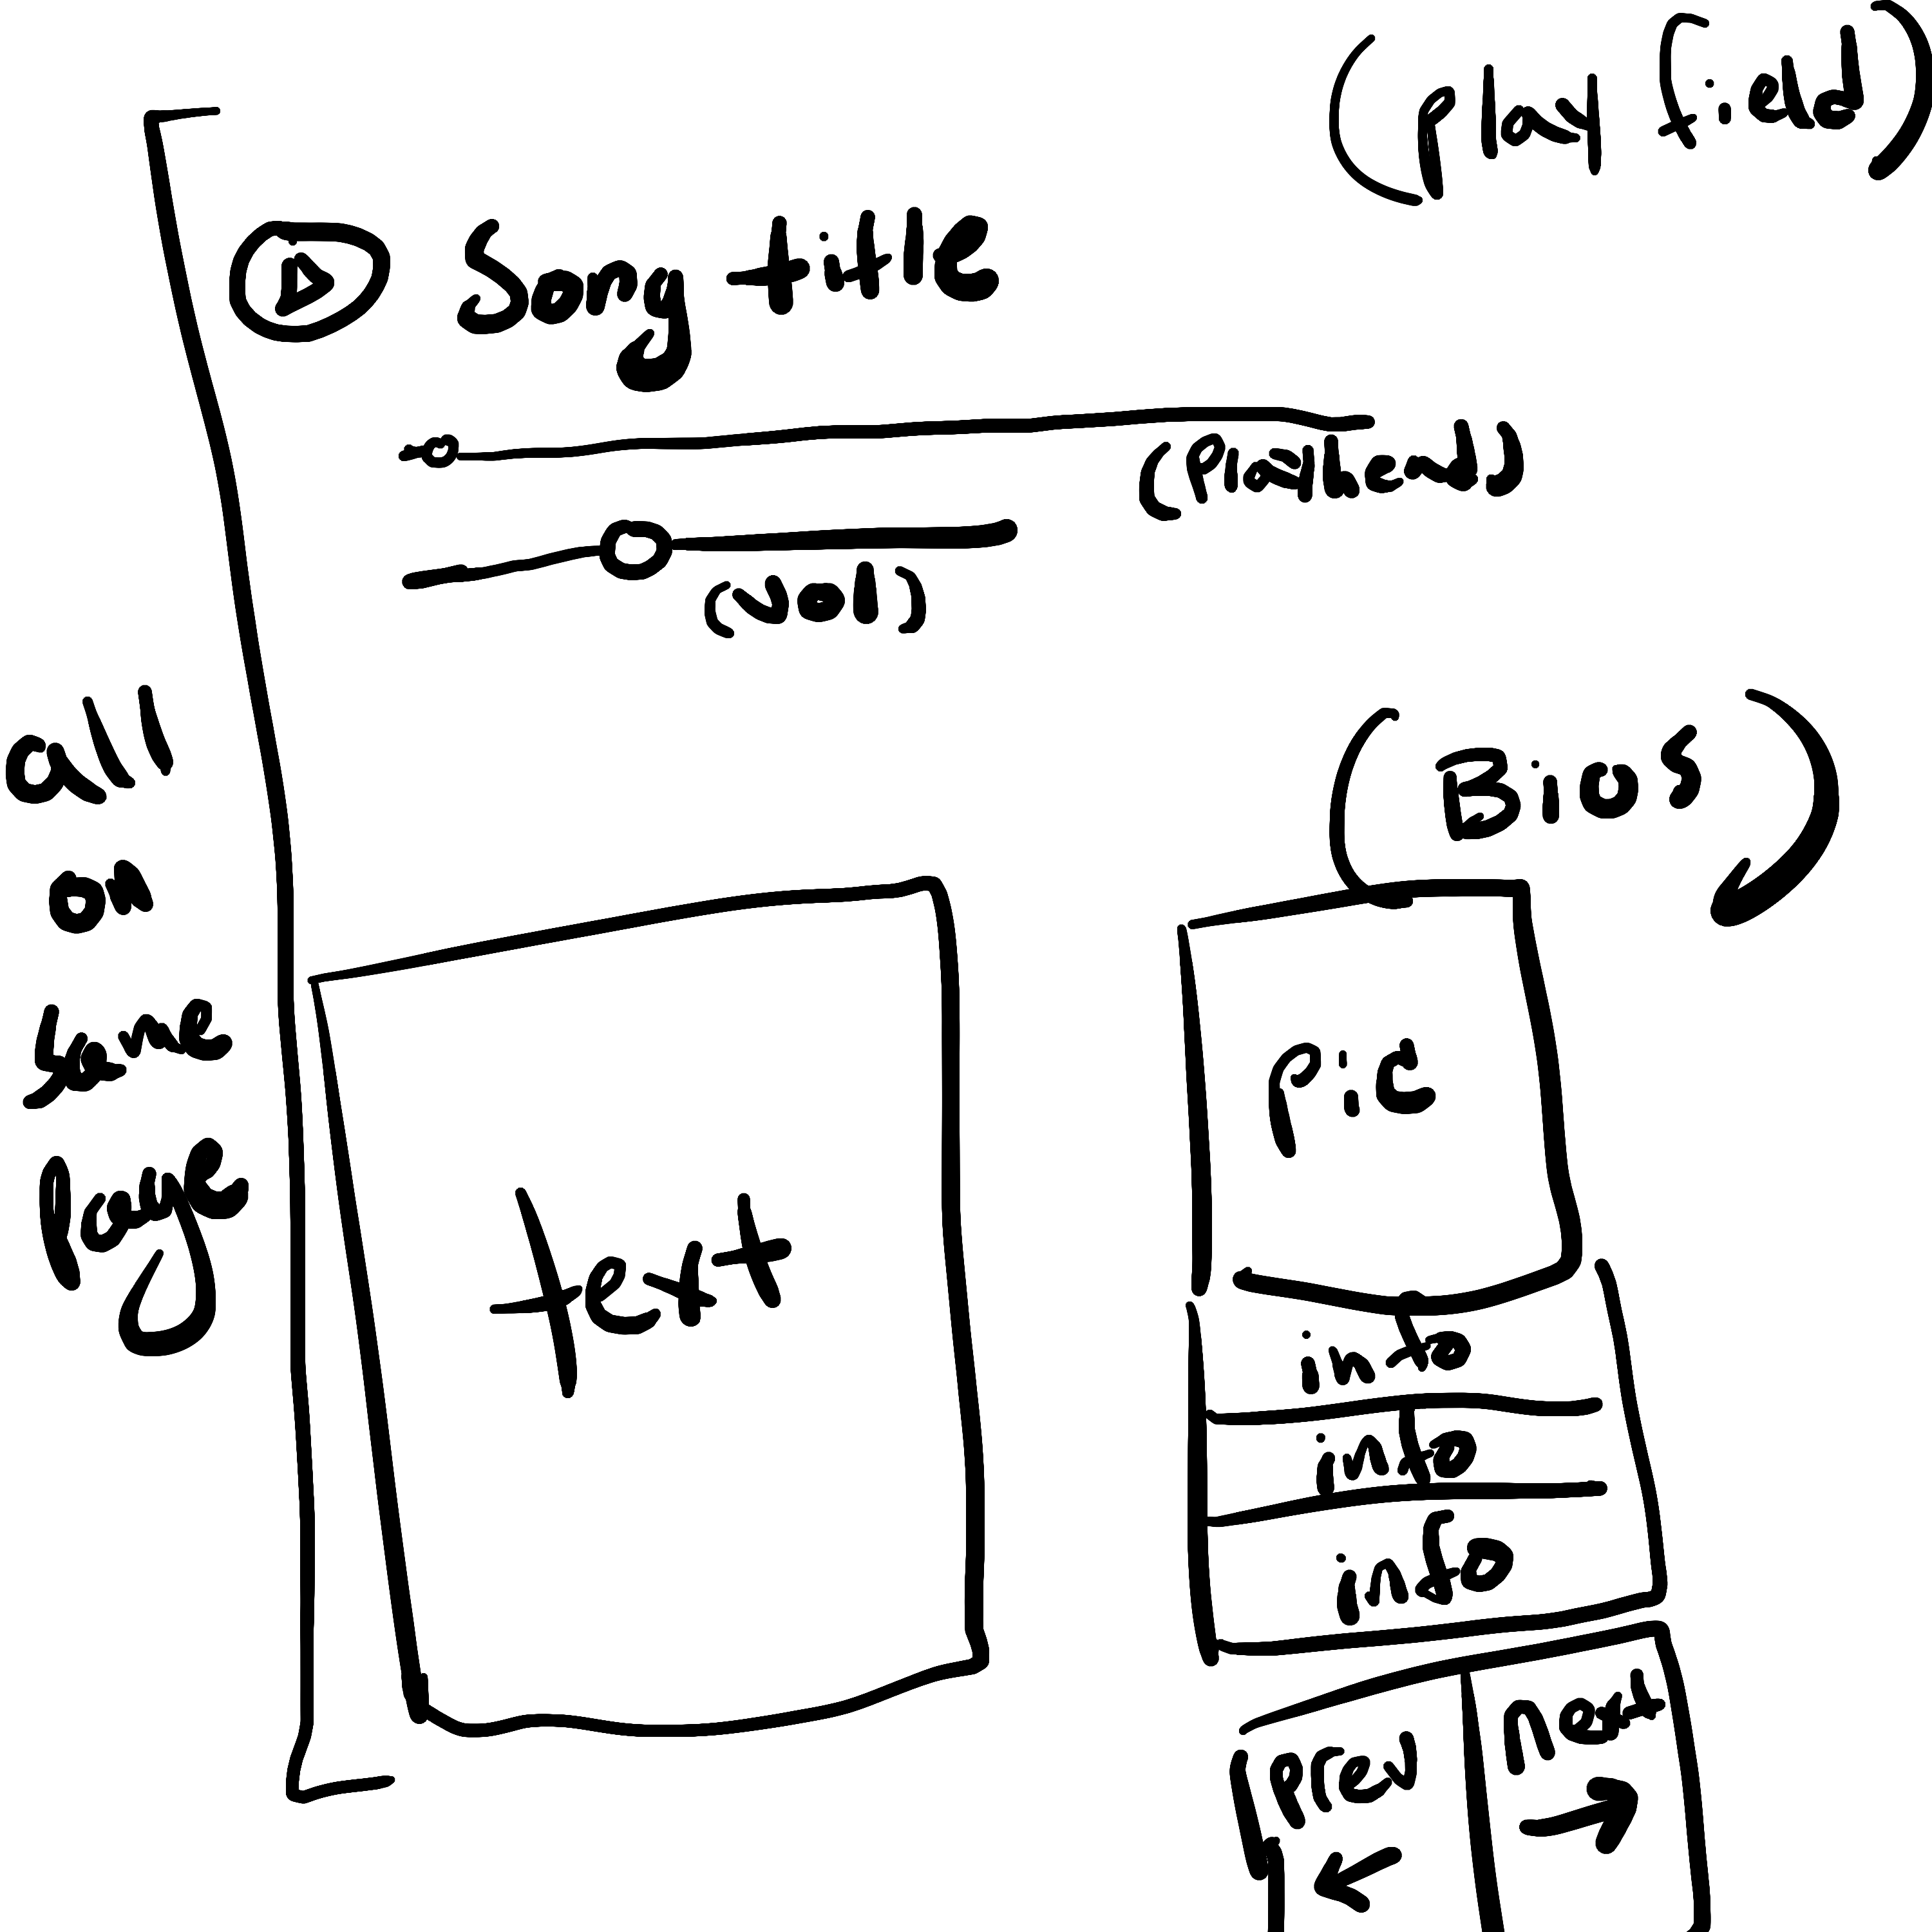 (play field)
Song title
(Playhead)
(Vol)
all
on
same
page
(Bios)
text
pic
info
info
info
prev
next